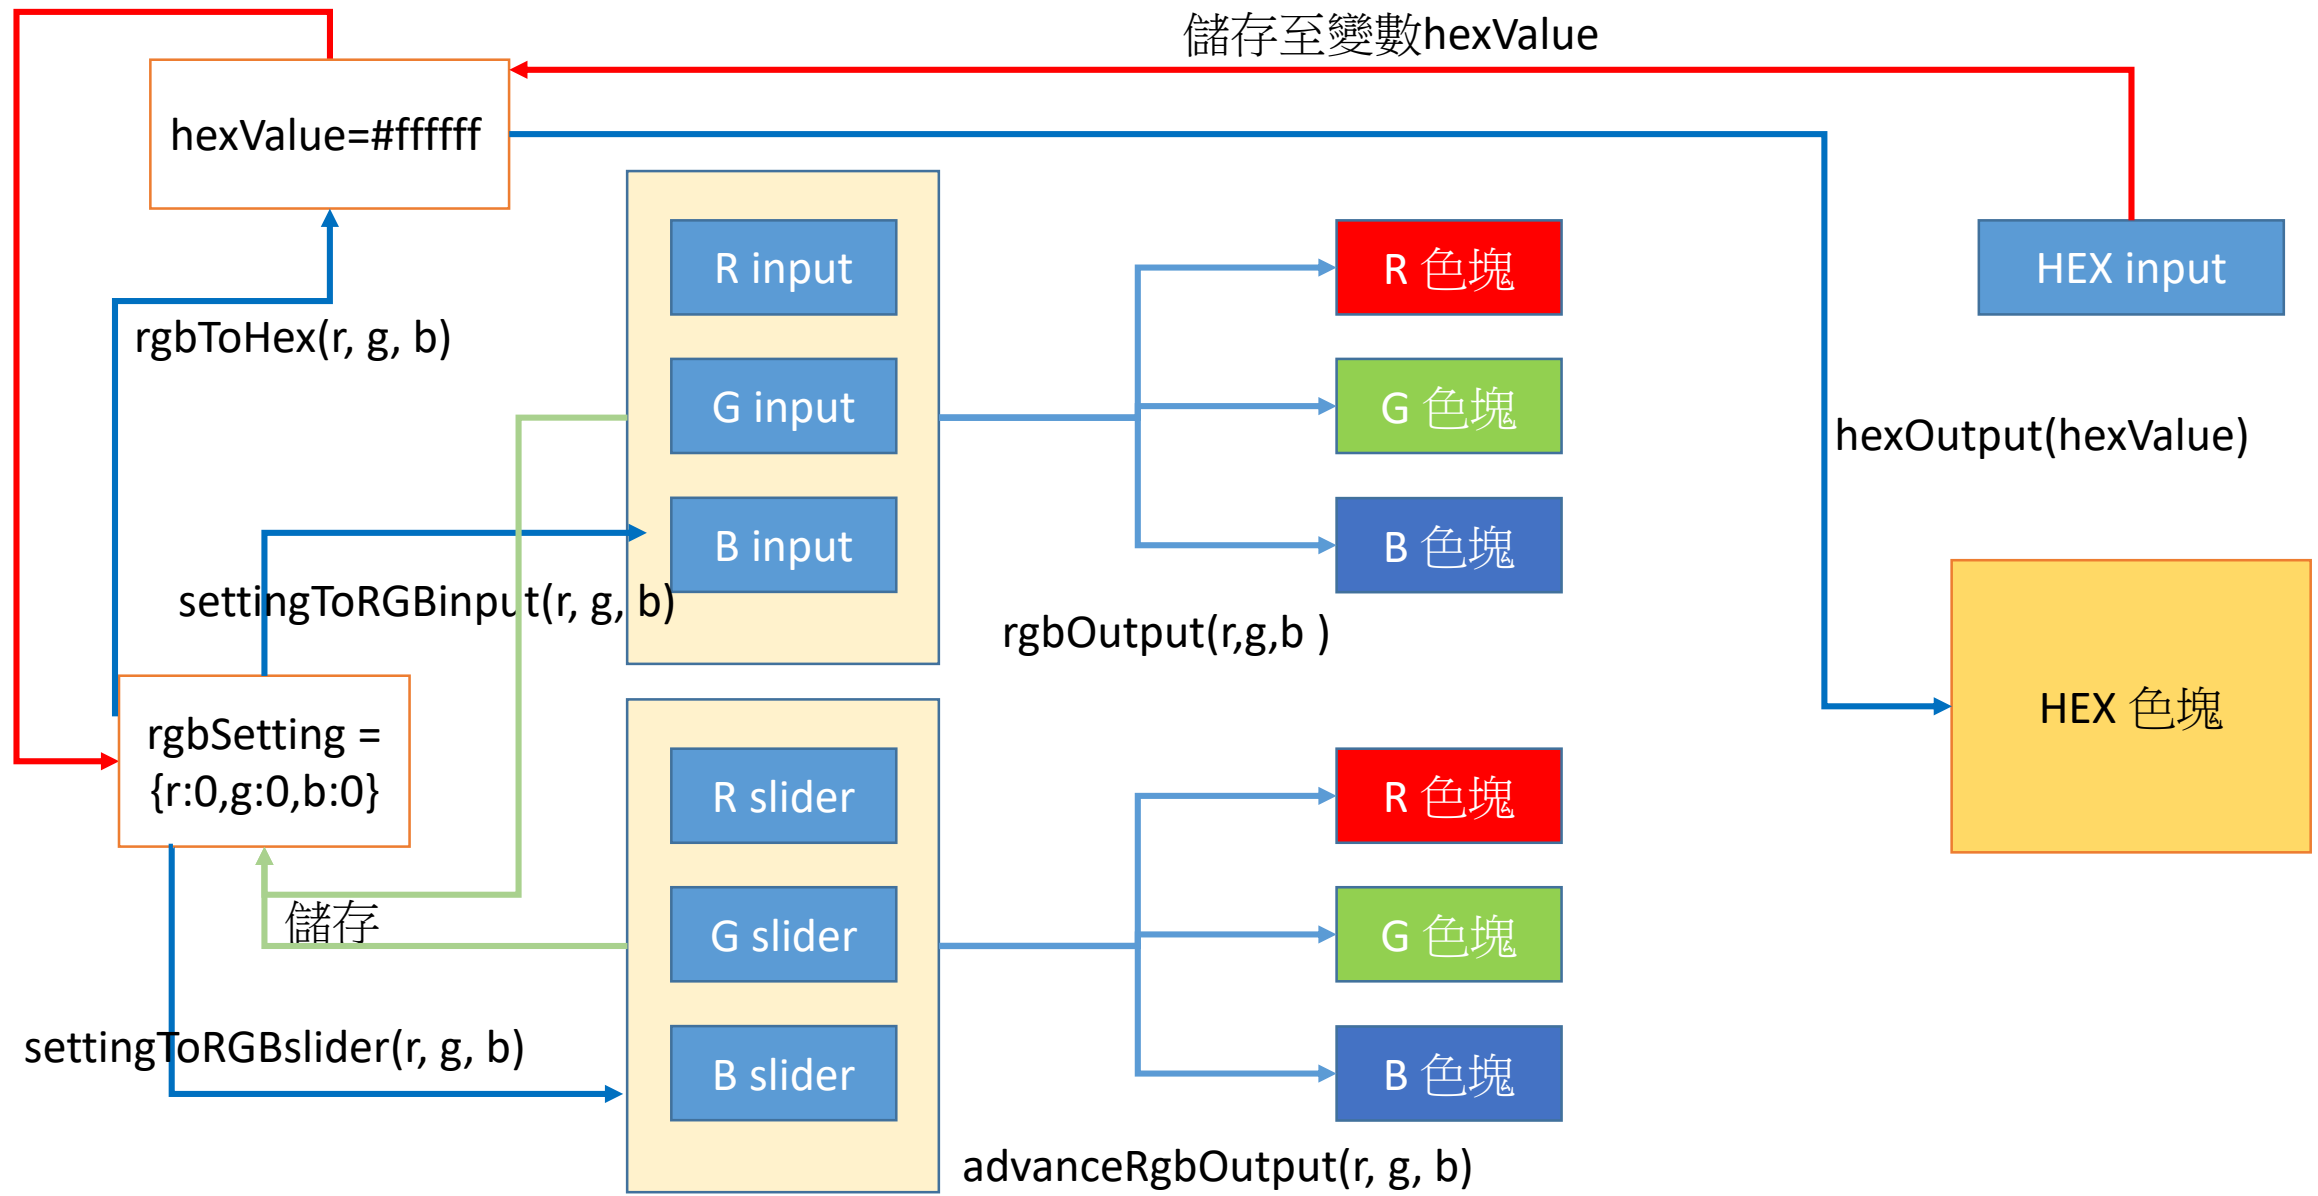 儲存至變數hexValue
hexValue=#ffffff
R input
R 色塊
HEX input
rgbToHex(r, g, b)
G input
G 色塊
hexOutput(hexValue)
B input
B 色塊
settingToRGBinput(r, g, b)
rgbOutput(r,g,b )
rgbSetting =
{r:0,g:0,b:0}
HEX 色塊
R slider
R 色塊
儲存
G slider
G 色塊
settingToRGBslider(r, g, b)
B slider
B 色塊
advanceRgbOutput(r, g, b)